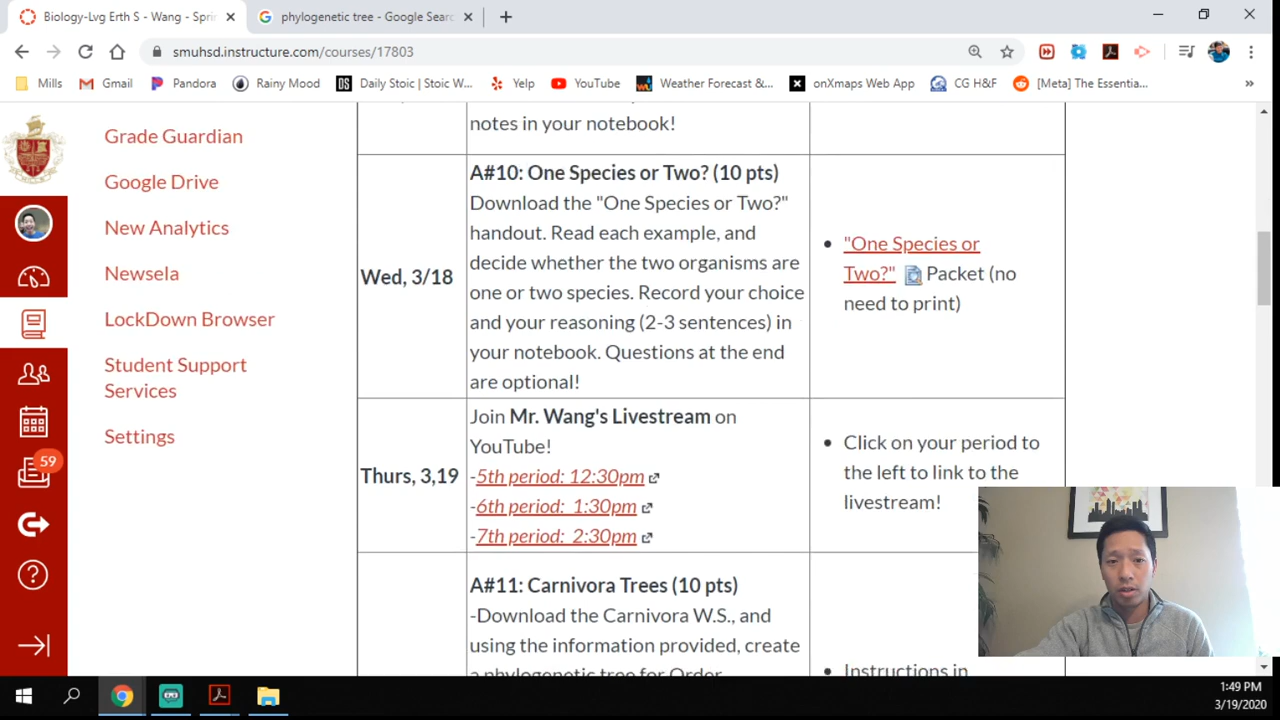 Biology-Lvg Erth S - Wang - Spri
phylogenetic tree - Google Sear
smuhsd.instructure.com/courses/17803
Mills
Gmail
Pandora
Rainy Mood
DS
Daily Stoic | Stoic W...
Yelp
YouTube
Weather Forecast &...
onXmaps Web App
CG H&F
[Meta] The Essentia...
»
Grade Guardian
Google Drive
New Analytics
Newsela
LockDown Browser
Student Support
Services
Settings
59
notes in your notebook!
Wed, 3/18
A#10: One Species or Two? (10 pts)
Download the "One Species or Two?"
handout. Read each example, and
decide whether the two organisms are
one or two species. Record your choice
and your reasoning (2-3 sentences) in
your notebook. Questions at the end
are optional!
"One Species or
Two?" Packet (no
need to print)
Thurs, 3,19
Join Mr. Wang's Livestream on
YouTube!
-5th period: 12:30pm
-6th period: 1:30pm
-7th period: 2:30pm
Click on your period to
the left to link to the
livestream!
A#11: Carnivora Trees (10 pts)
-Download the Carnivora W.S., and
using the information provided, create
a phylogenetic tree for Order
Instructions in
1:49 PM
3/19/2020